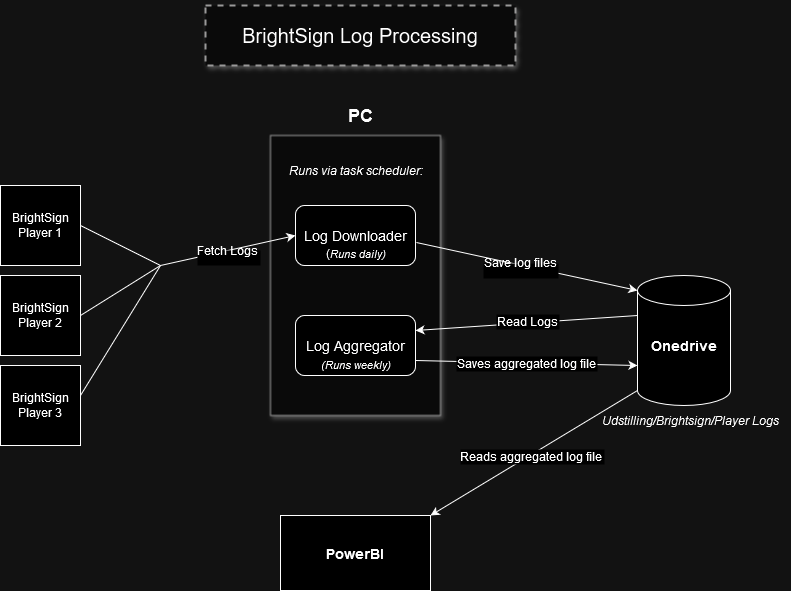 BrightSign Log Processing
PC
Runs via task scheduler:
BrightSign
Player 1
Fetch Logs
Log Downloader
(Runs daily)
Save log files
BrightSign
Player 2
Read Logs
Log Aggregator
(Runs weekly)
Saves aggregated log file
Onedrive
BrightSign
Player 3
Udstilling/Brightsign/Player Logs
Reads aggregated log file
PowerBI